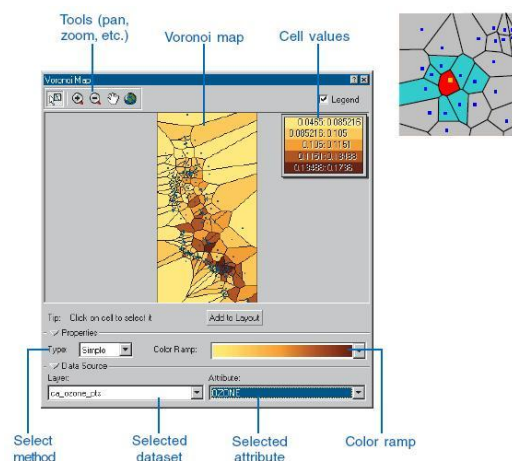 Tools (pan,
zoom, etc.)
Voronoi map
Cell values
Voronoi Map
Legend
0.0465: 0.085216
0.085216: 0.105
0.105: 0.1151
0.1151: 0.13488
0.13488: 0.1736
Tip: Click on cell to select it
Add to Layout
Properties
Type: Simple
Color Ramp:
Data Source
Layer:
Attribute:
ca_ozone_pts
OZONE
Select
method
Selected
dataset
Selected
attribute
Color ramp